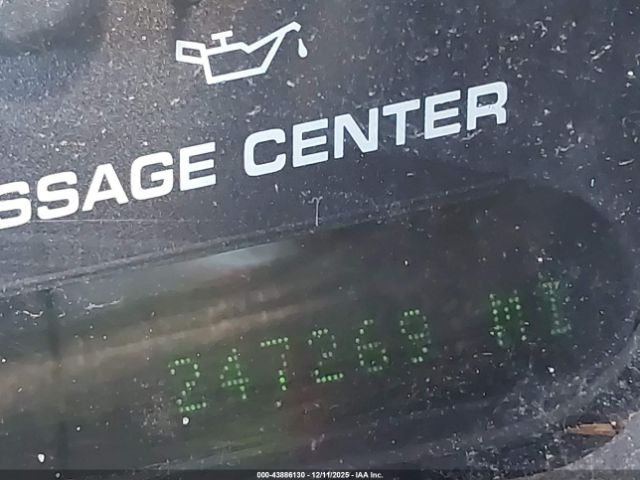 SSAGE CENTER
247269 MI
000-43886130 - 12/11/2025 - IAA Inc.